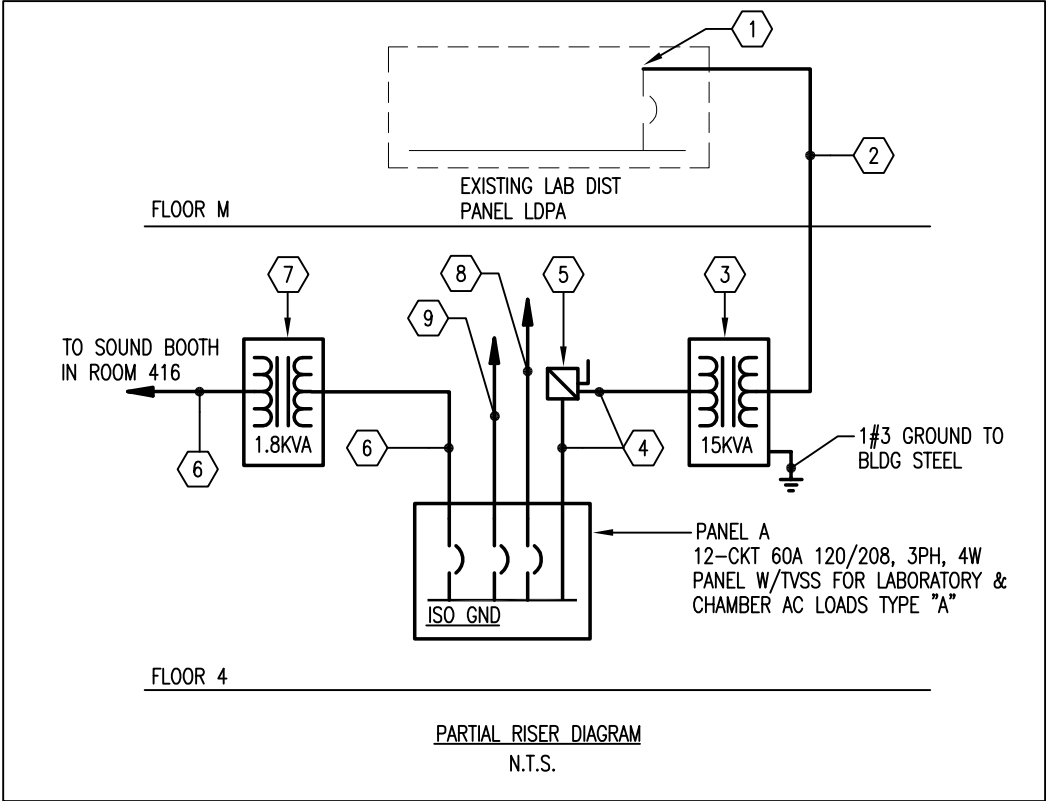 1
2
EXISTING LAB DIST
PANEL LDPA
FLOOR M
7
8
5
3
9
TO SOUND BOOTH
IN ROOM 416
1.8KVA
15KVA
6
6
4
1#3 GROUND TO
BLDG STEEL
PANEL A
12-CKT 60A 120/208, 3PH, 4W
PANEL W/TVSS FOR LABORATORY &
CHAMBER AC LOADS TYPE "A"
ISO GND
FLOOR 4
PARTIAL RISER DIAGRAM
N.T.S.